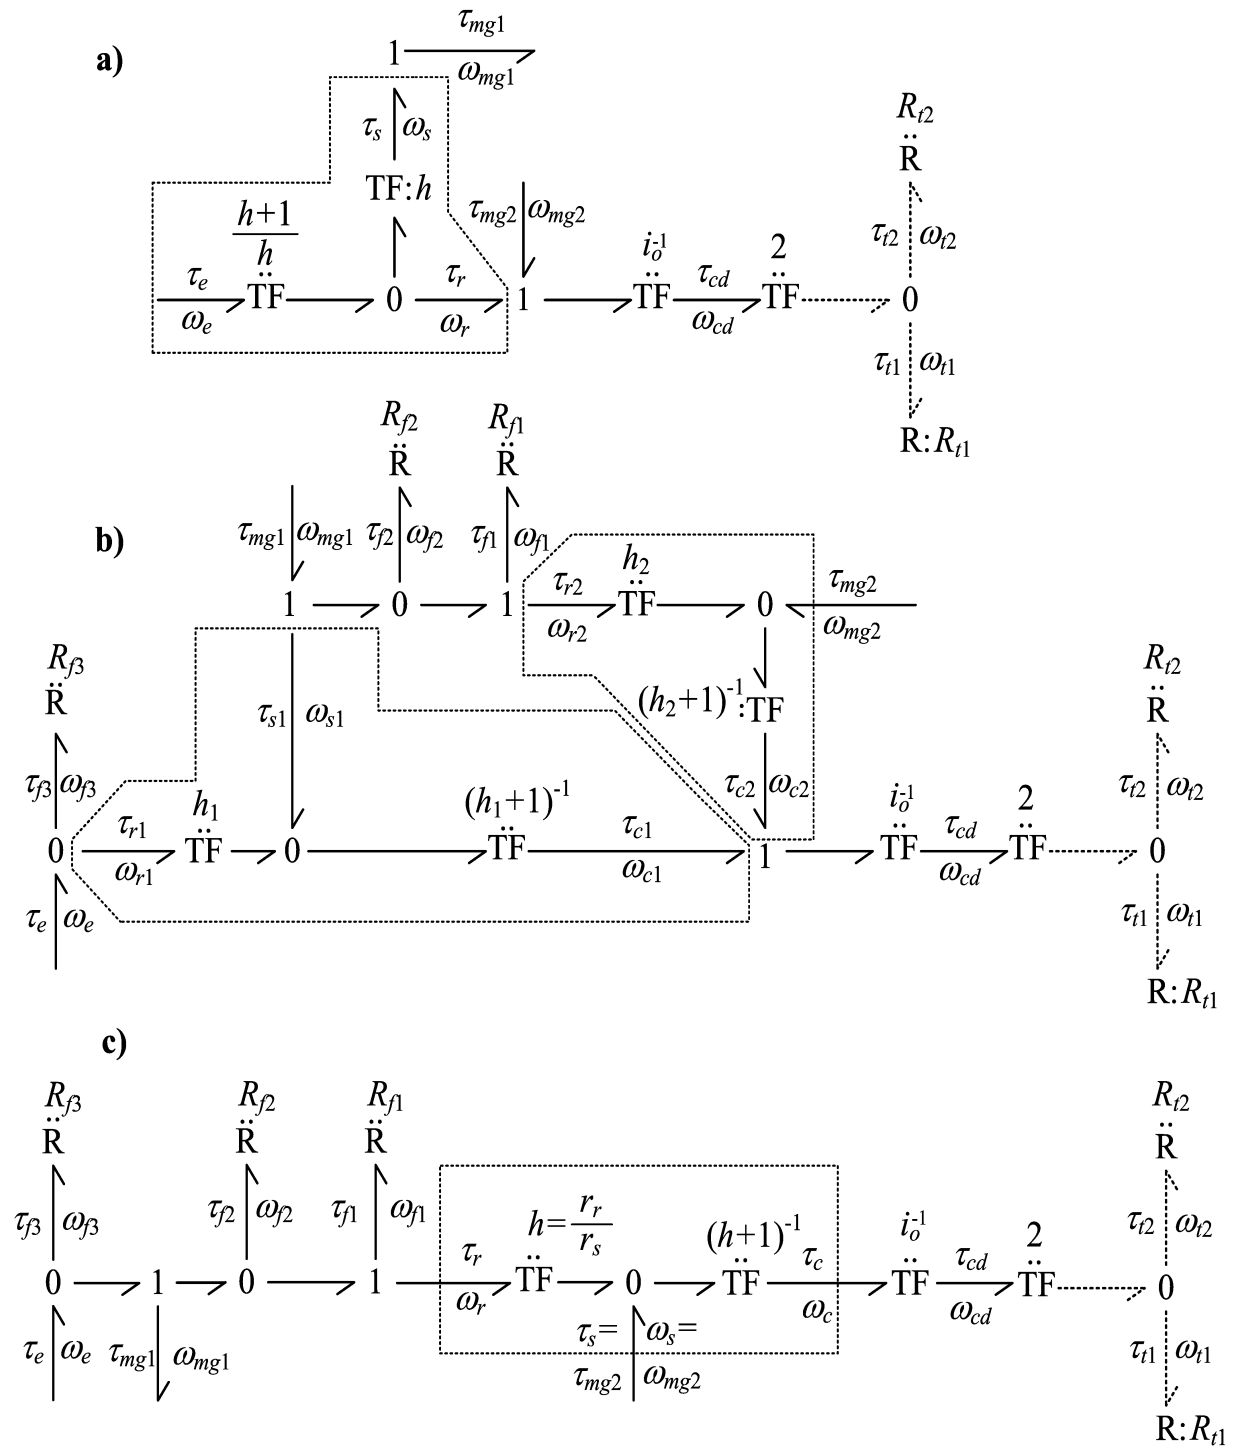 a)
1
τmg1
ωmg1
τs ωs
TF:h
h+1
h
τe
ωe
TF
0
τr
ωr
τmg2 ωmg2
1
io-1
TF
τcd
ωcd
2
TF
0
Rt2
R
τt2 ωt2
τt1 ωt1
R:Rt1
b)
Rf2
R
Rf1
R
τmg1 ωmg1 τf2 ωf2 τf1 ωf1
1
0
1
τr2
ωr2
h2
TF
0
τmg2
ωmg2
Rf3
R
τf3 ωf3
τs1 ωs1
(h2+1)-1:TF
τc2 ωc2
0
τr1
ωr1
h1
TF
0
(h1+1)-1
TF
τc1
ωc1
1
io-1
TF
τcd
ωcd
2
TF
0
Rt2
R
τt2 ωt2
τe ωe
τt1 ωt1
R:Rt1
c)
Rf3
R
Rf2
R
Rf1
R
Rt2
R
τf3 ωf3
τf2 ωf2
τf1 ωf1
τt2 ωt2
0
1
0
1
τr
ωr
h=rr
rs
TF
0
(h+1)-1
TF
τc
ωc
io-1
TF
τcd
ωcd
2
TF
0
τe ωe
τmg1 ωmg1
τs= ωs=
τmg2 ωmg2
τt1 ωt1
R:Rt1